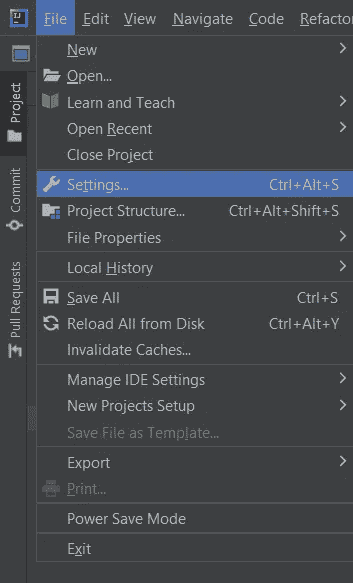 IJ File Edit View Navigate Code Refactor
New
Open...
Learn and Teach
Open Recent
Close Project
Settings... Ctrl+Alt+S
Project Structure... Ctrl+Alt+Shift+S
File Properties
Local History
Save All Ctrl+S
Reload All from Disk Ctrl+Alt+Y
Invalidate Caches...
Manage IDE Settings
New Projects Setup
Save File as Template...
Export
Print...
Power Save Mode
Exit
Project
Commit
Pull Requests